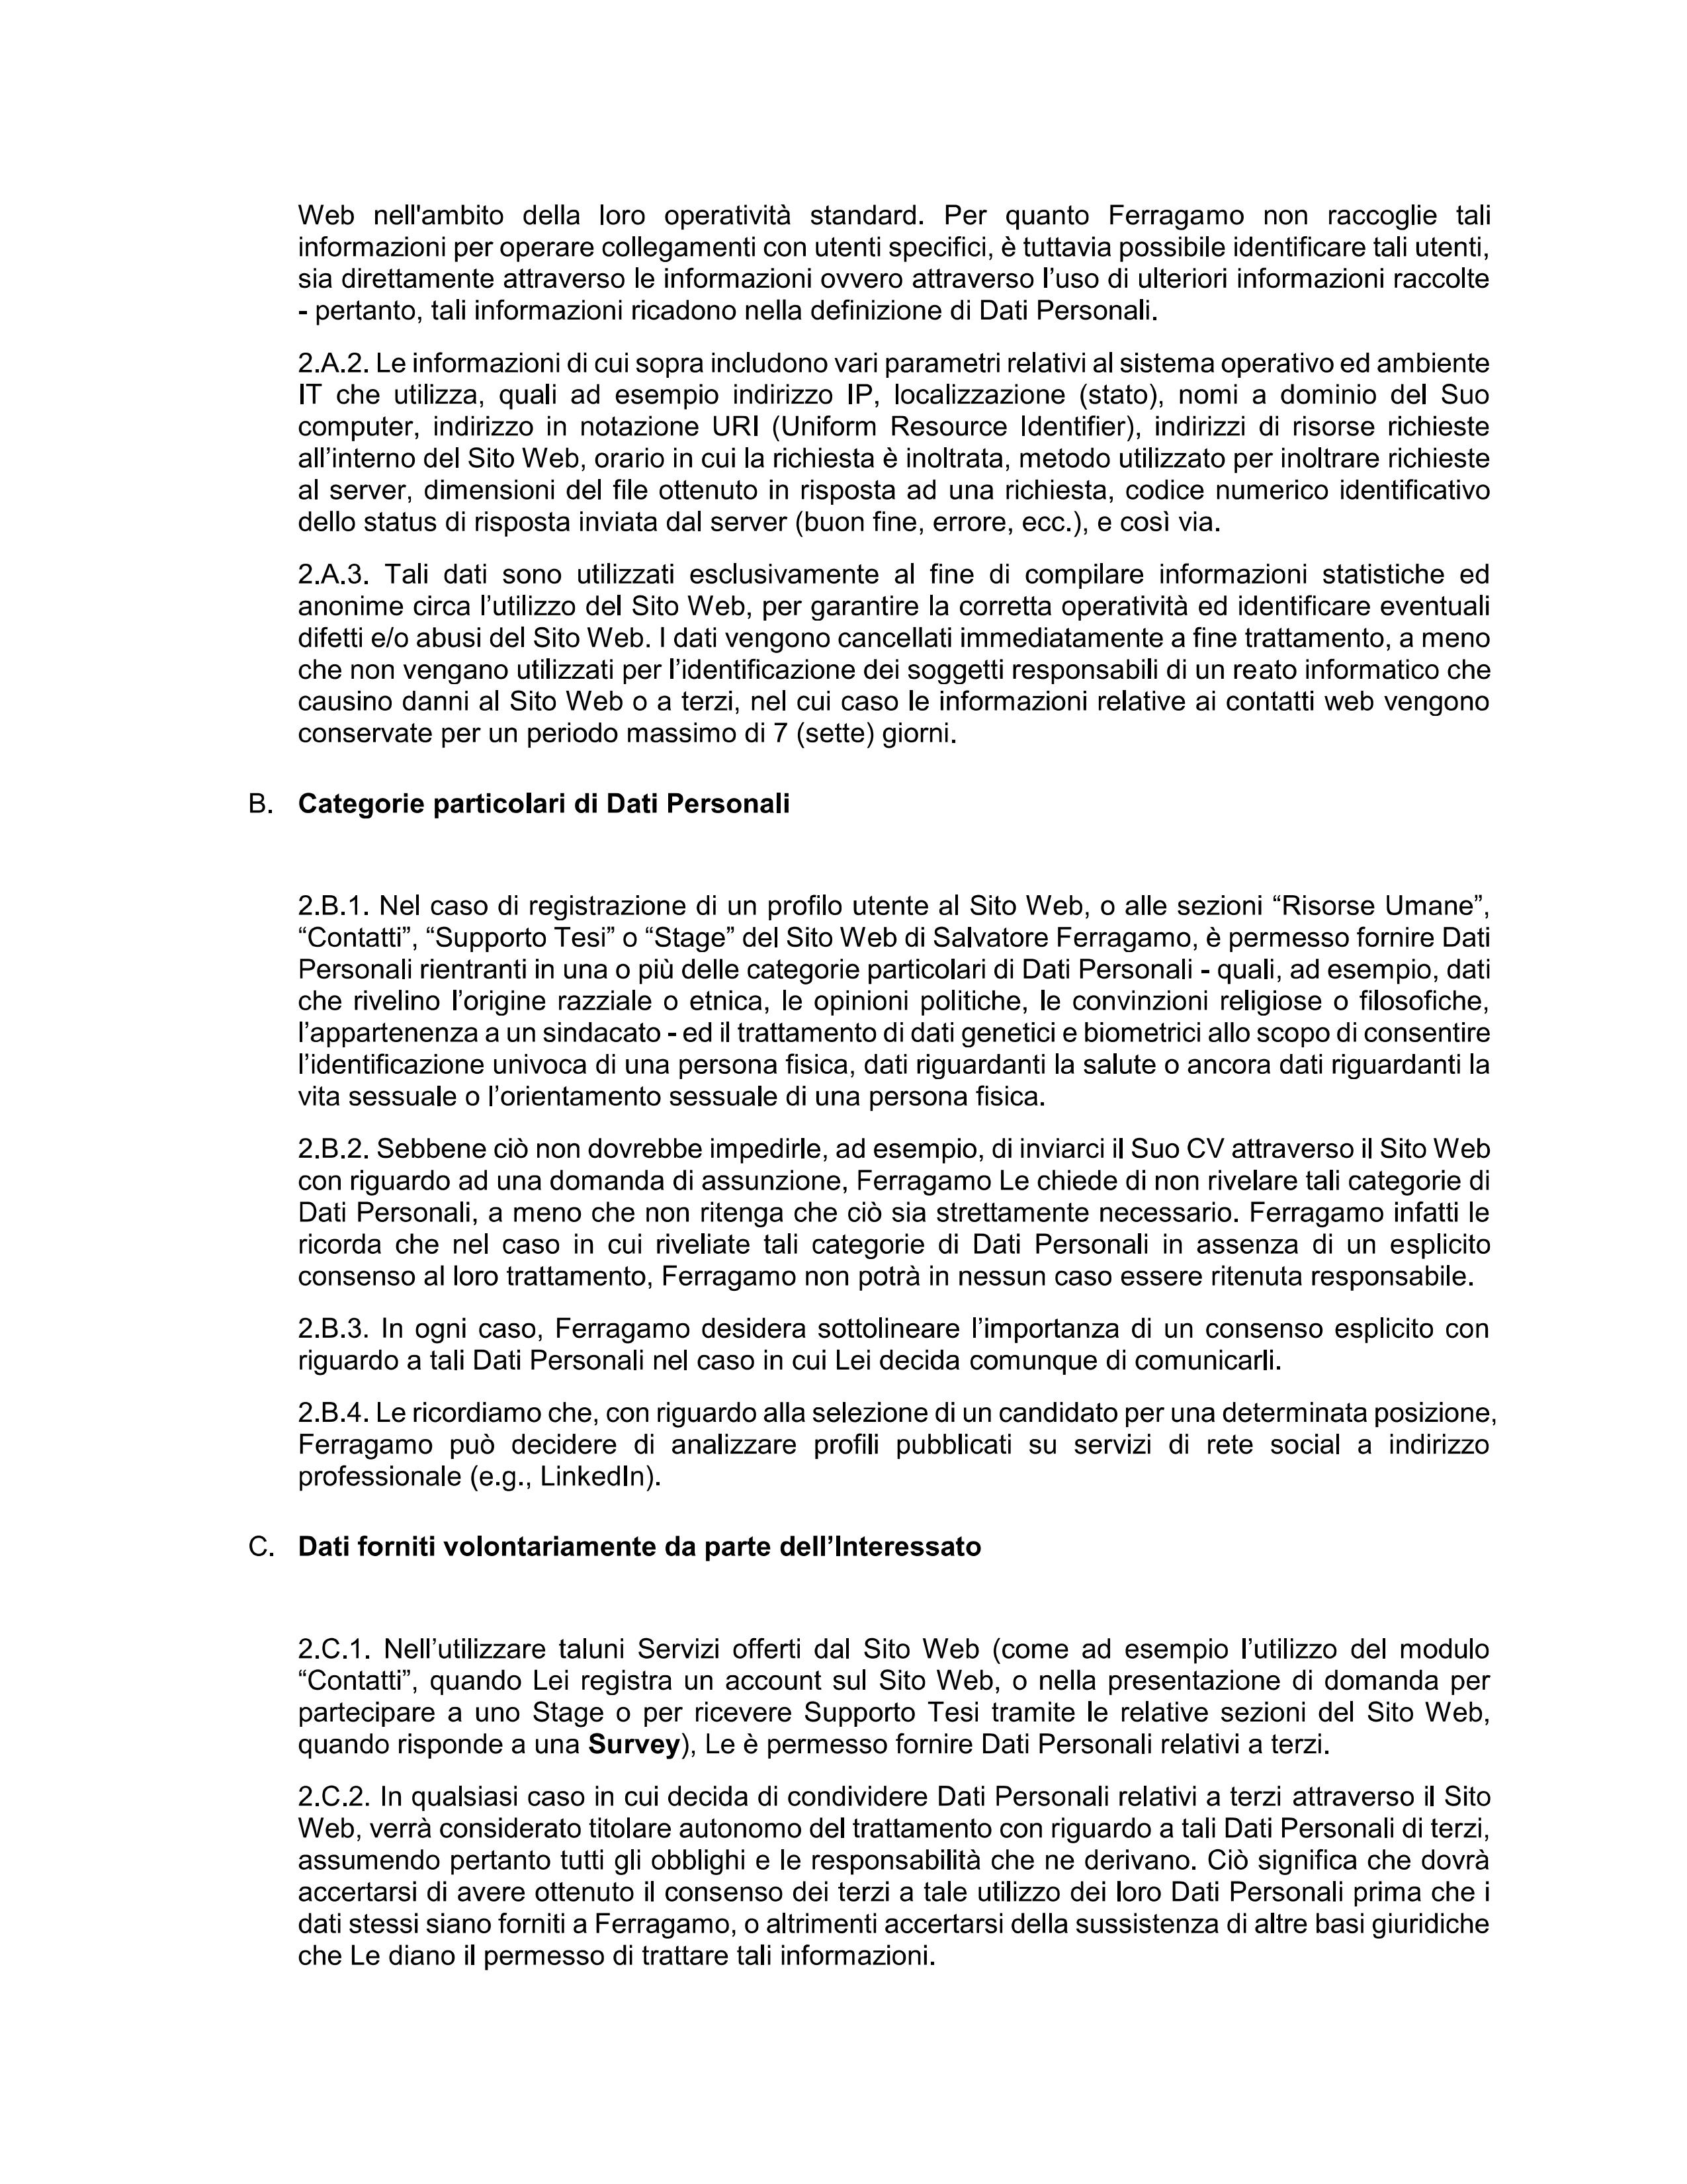 Web nell'ambito della loro operatività standard. Per quanto Ferragamo non raccoglie tali
informazioni per operare collegamenti con utenti specifici, è tuttavia possibile identificare tali utenti,
sia direttamente attraverso le informazioni ovvero attraverso l’uso di ulteriori informazioni raccolte
- pertanto, tali informazioni ricadono nella definizione di Dati Personali.
2.A.2. Le informazioni di cui sopra includono vari parametri relativi al sistema operativo ed ambiente
IT che utilizza, quali ad esempio indirizzo IP, localizzazione (stato), nomi a dominio del Suo
computer, indirizzo in notazione URI (Uniform Resource Identifier), indirizzi di risorse richieste
all’interno del Sito Web, orario in cui la richiesta è inoltrata, metodo utilizzato per inoltrare richieste
al server, dimensioni del file ottenuto in risposta ad una richiesta, codice numerico identificativo
dello status di risposta inviata dal server (buon fine, errore, ecc.), e così via.
2.A.3. Tali dati sono utilizzati esclusivamente al fine di compilare informazioni statistiche ed
anonime circa l’utilizzo del Sito Web, per garantire la corretta operatività ed identificare eventuali
difetti e/o abusi del Sito Web. I dati vengono cancellati immediatamente a fine trattamento, a meno
che non vengano utilizzati per l’identificazione dei soggetti responsabili di un reato informatico che
causino danni al Sito Web o a terzi, nel cui caso le informazioni relative ai contatti web vengono
conservate per un periodo massimo di 7 (sette) giorni.
B. Categorie particolari di Dati Personali
2.B.1. Nel caso di registrazione di un profilo utente al Sito Web, o alle sezioni “Risorse Umane”,
“Contatti”, “Supporto Tesi” o “Stage” del Sito Web di Salvatore Ferragamo, è permesso fornire Dati
Personali rientranti in una o più delle categorie particolari di Dati Personali - quali, ad esempio, dati
che rivelino l’origine razziale o etnica, le opinioni politiche, le convinzioni religiose o filosofiche,
l’appartenenza a un sindacato - ed il trattamento di dati genetici e biometrici allo scopo di consentire
l’identificazione univoca di una persona fisica, dati riguardanti la salute o ancora dati riguardanti la
vita sessuale o l’orientamento sessuale di una persona fisica.
2.B.2. Sebbene ciò non dovrebbe impedirle, ad esempio, di inviarci il Suo CV attraverso il Sito Web
con riguardo ad una domanda di assunzione, Ferragamo Le chiede di non rivelare tali categorie di
Dati Personali, a meno che non ritenga che ciò sia strettamente necessario. Ferragamo infatti le
ricorda che nel caso in cui riveliate tali categorie di Dati Personali in assenza di un esplicito
consenso al loro trattamento, Ferragamo non potrà in nessun caso essere ritenuta responsabile.
2.B.3. In ogni caso, Ferragamo desidera sottolineare l’importanza di un consenso esplicito con
riguardo a tali Dati Personali nel caso in cui Lei decida comunque di comunicarli.
2.B.4. Le ricordiamo che, con riguardo alla selezione di un candidato per una determinata posizione,
Ferragamo può decidere di analizzare profili pubblicati su servizi di rete social a indirizzo
professionale (e.g., LinkedIn).
C. Dati forniti volontariamente da parte dell’Interessato
2.C.1. Nell’utilizzare taluni Servizi offerti dal Sito Web (come ad esempio l’utilizzo del modulo
“Contatti”, quando Lei registra un account sul Sito Web, o nella presentazione di domanda per
partecipare a uno Stage o per ricevere Supporto Tesi tramite le relative sezioni del Sito Web,
quando risponde a una Survey), Le è permesso fornire Dati Personali relativi a terzi.
2.C.2. In qualsiasi caso in cui decida di condividere Dati Personali relativi a terzi attraverso il Sito
Web, verrà considerato titolare autonomo del trattamento con riguardo a tali Dati Personali di terzi,
assumendo pertanto tutti gli obblighi e le responsabilità che ne derivano. Ciò significa che dovrà
accertarsi di avere ottenuto il consenso dei terzi a tale utilizzo dei loro Dati Personali prima che i
dati stessi siano forniti a Ferragamo, o altrimenti accertarsi della sussistenza di altre basi giuridiche
che Le diano il permesso di trattare tali informazioni.